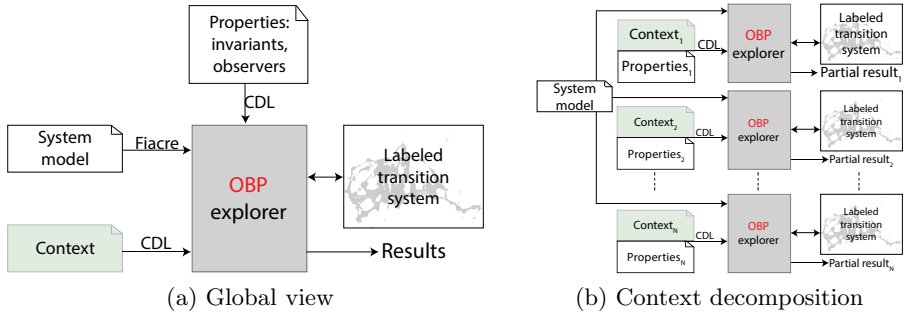 Properties:
invariants,
observers
CDL
System
model
Fiacre
OBP
explorer
Labeled
transition
system
Context
CDL
Results
(a) Global view
System
model
Context1
CDL
Properties1
OBP
explorer
Labeled
transition
system
Partial result1
Context2
CDL
Properties2
OBP
explorer
Labeled
transition
system
Partial result2
ContextN
CDL
PropertiesN
OBP
explorer
Labeled
transition
system
Partial resultN
(b) Context decomposition